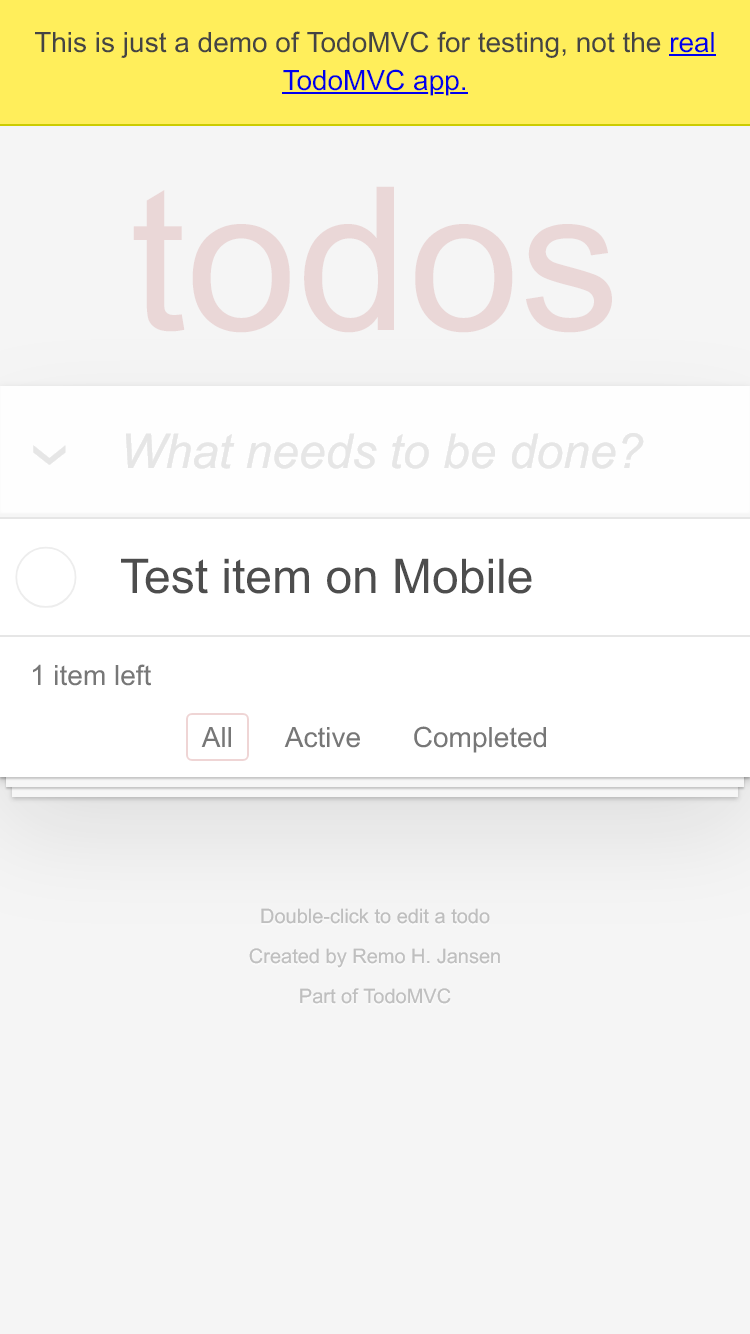 This is just a demo of TodoMVC for testing, not the real
TodoMVC app.
todos
What needs to be done?
Test item on Mobile
1 item left
All Active Completed
Double-click to edit a todo
Created by Remo H. Jansen
Part of TodoMVC